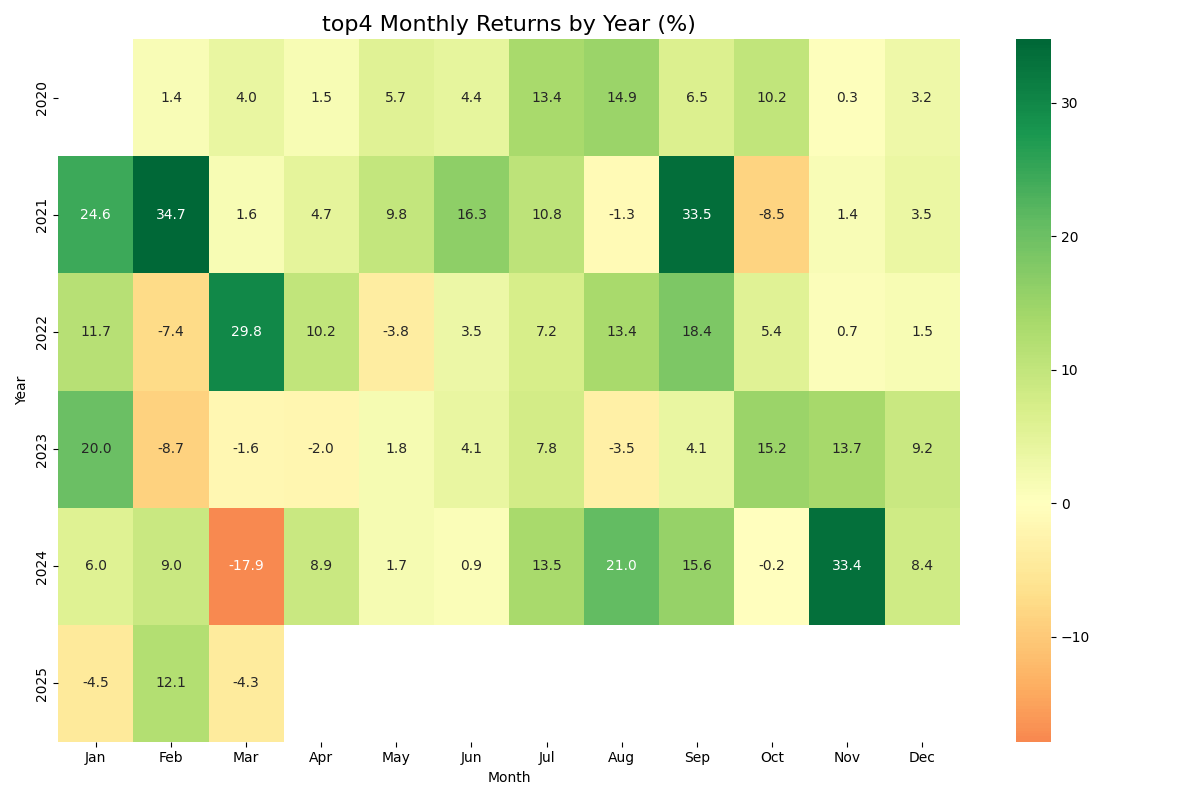 top4 Monthly Returns by Year (%)
2020 1.4 4.0 1.5 5.7 4.4 13.4 14.9 6.5 10.2 0.3 3.2
2021 24.6 34.7 1.6 4.7 9.8 16.3 10.8 -1.3 33.5 -8.5 1.4 3.5
2022 11.7 -7.4 29.8 10.2 -3.8 3.5 7.2 13.4 18.4 5.4 0.7 1.5
2023 20.0 -8.7 -1.6 -2.0 1.8 4.1 7.8 -3.5 4.1 15.2 13.7 9.2
2024 6.0 9.0 -17.9 8.9 1.7 0.9 13.5 21.0 15.6 -0.2 33.4 8.4
2025 -4.5 12.1 -4.3
Year
Jan Feb Mar Apr May Jun Jul Aug Sep Oct Nov Dec
Month
30
20
10
0
−10